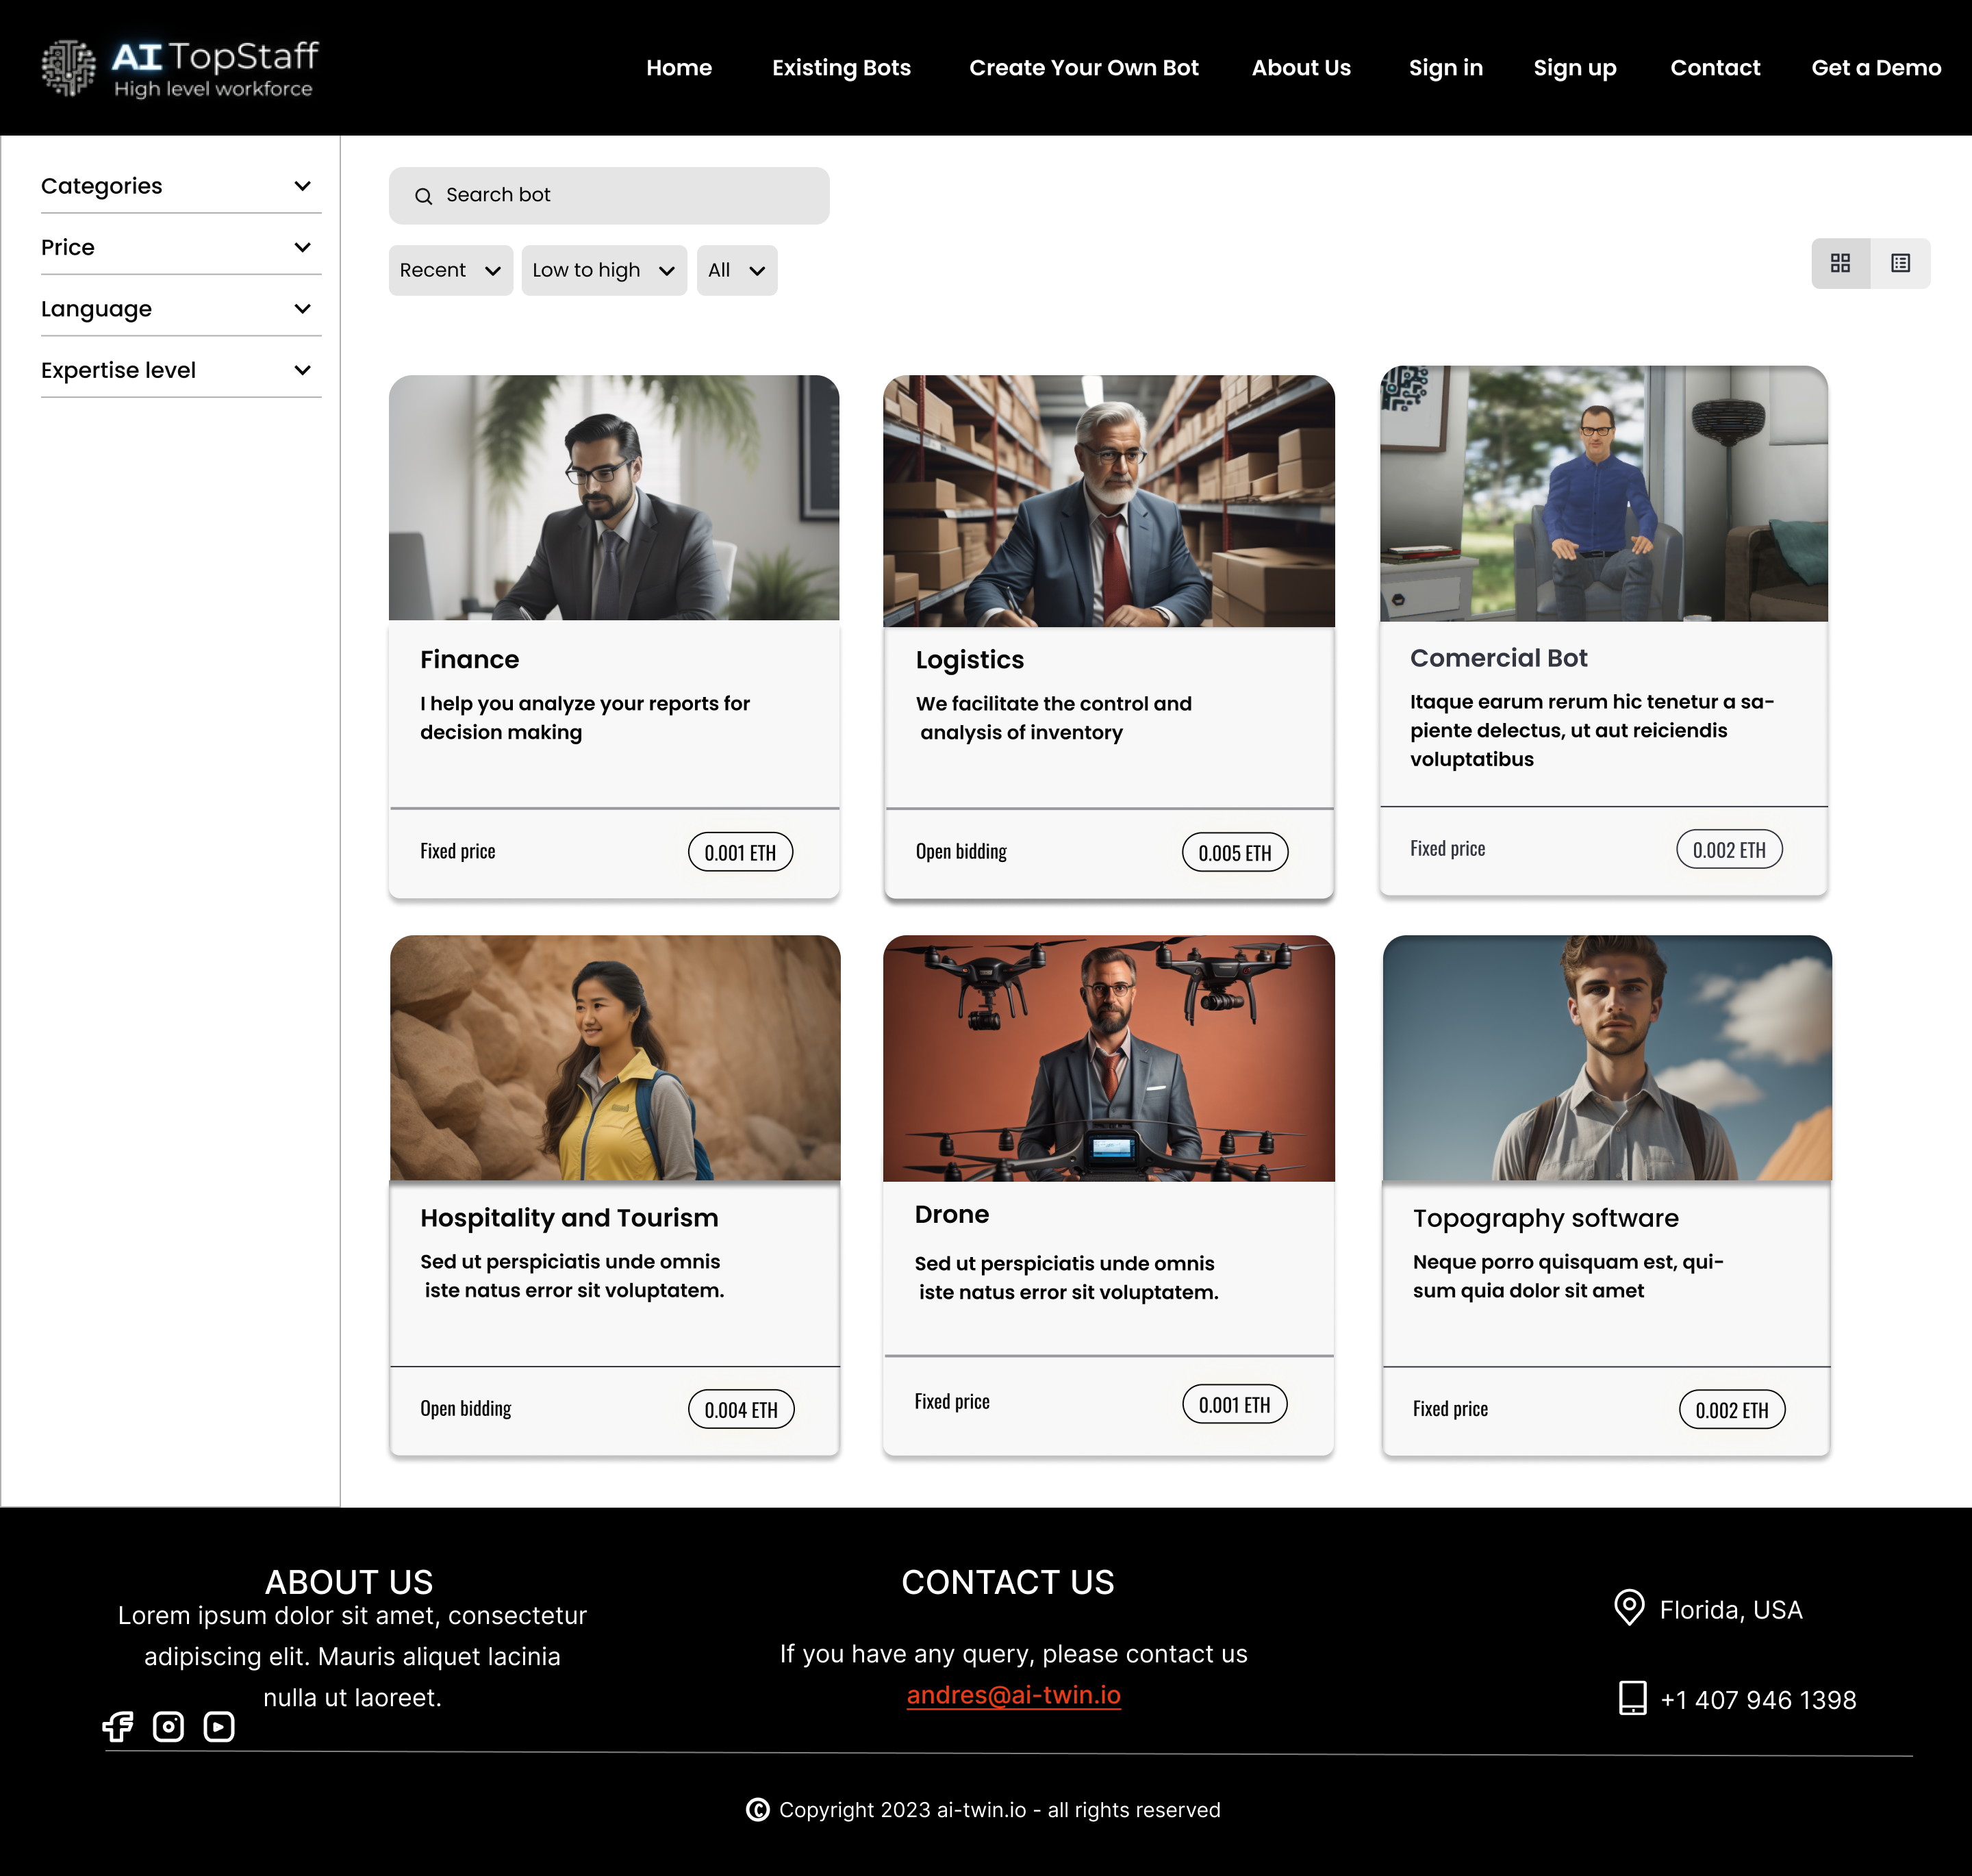 AI TopStaff
High level workforce
Home Existing Bots Create Your Own Bot About Us Sign in Sign up Contact Get a Demo
Categories
Price
Language
Expertise level
Search bot
Recent Low to high All
Finance
I help you analyze your reports for
decision making
Fixed price 0.001 ETH
Logistics
We facilitate the control and
analysis of inventory
Open bidding 0.005 ETH
Comercial Bot
Itaque earum rerum hic tenetur a sa-
piente delectus, ut aut reiciendis
voluptatibus
Fixed price 0.002 ETH
Hospitality and Tourism
Sed ut perspiciatis unde omnis
iste natus error sit voluptatem.
Open bidding 0.004 ETH
Drone
Sed ut perspiciatis unde omnis
iste natus error sit voluptatem.
Fixed price 0.001 ETH
Topography software
Neque porro quisquam est, qui-
sum quia dolor sit amet
Fixed price 0.002 ETH
ABOUT US
Lorem ipsum dolor sit amet, consectetur
adipiscing elit. Mauris aliquet lacinia
nulla ut laoreet.
CONTACT US
If you have any query, please contact us
andres@ai-twin.io
Florida, USA
+1 407 946 1398
© Copyright 2023 ai-twin.io - all rights reserved